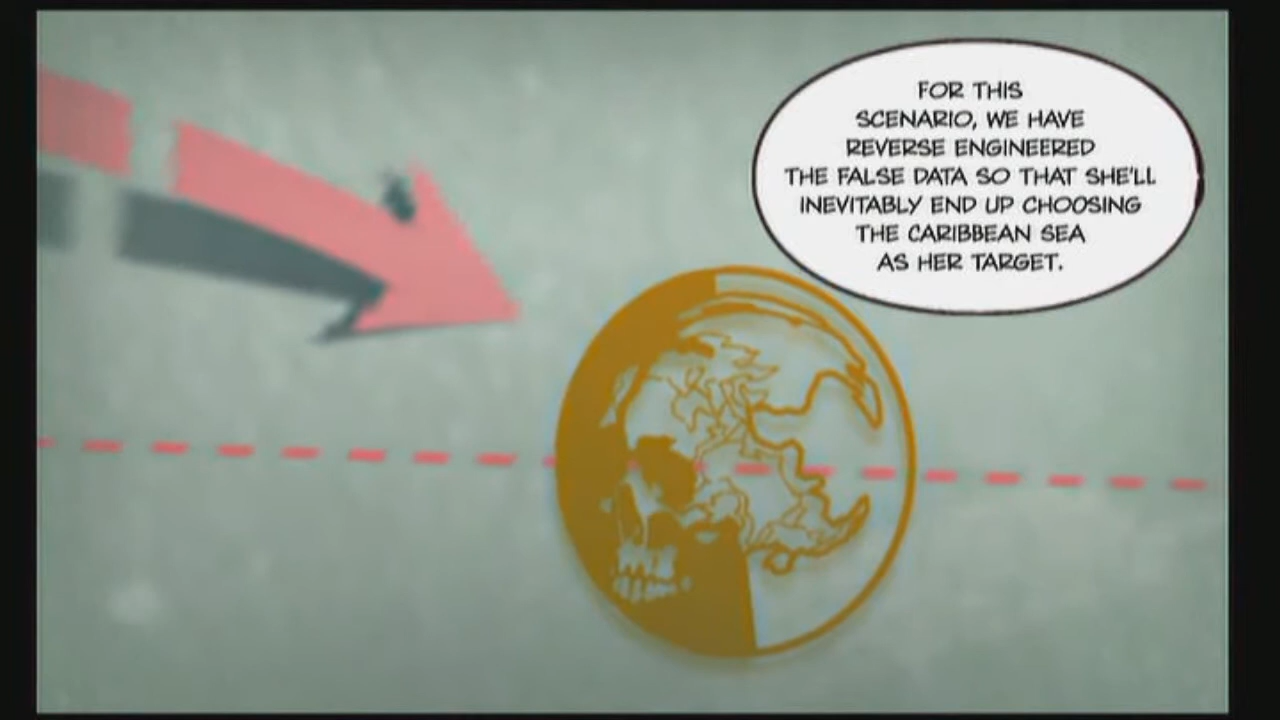 FOR THIS
SCENARIO, WE HAVE
REVERSE ENGINEERED
THE FALSE DATA SO THAT SHE'LL
INEVITABLY END UP CHOOSING
THE CARIBBEAN SEA
AS HER TARGET.